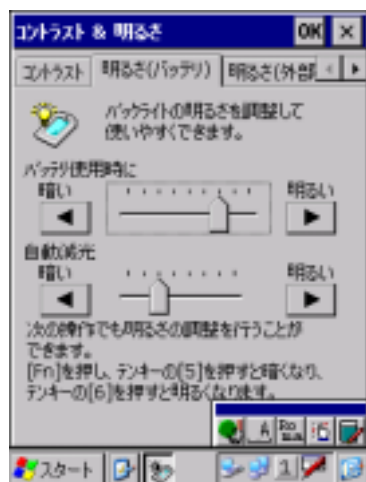 コントラスト & 明るさ OK ×
コントラスト 明るさ(バッテリ) 明るさ(外部
バックライトの明るさを調整して
使いやすくできます。
バッテリ使用時に
暗い 明るい
自動減光
暗い 明るい
次の操作でも明るさの調整を行うことが
できます。
[Fn]を押し、テンキーの[5]を押すと暗くなり、
テンキーの[6]を押すと明るくなります。
A
スタート 1